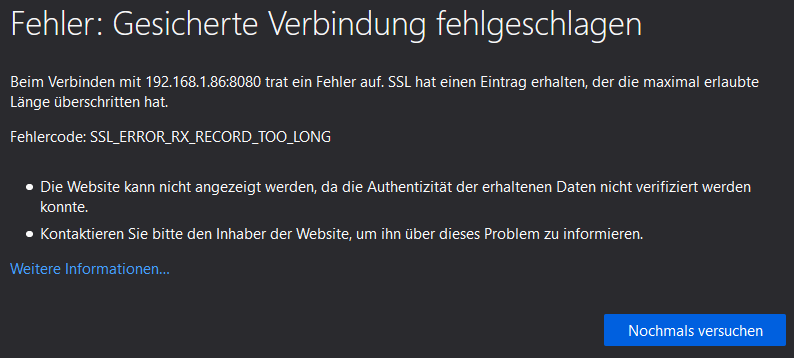 Fehler: Gesicherte Verbindung fehlgeschlagen
Beim Verbinden mit 192.168.1.86:8080 trat ein Fehler auf. SSL hat einen Eintrag erhalten, der die maximal erlaubte
Länge überschritten hat.
Fehlercode: SSL_ERROR_RX_RECORD_TOO_LONG
• Die Website kann nicht angezeigt werden, da die Authentizität der erhaltenen Daten nicht verifiziert werden
konnte.
• Kontaktieren Sie bitte den Inhaber der Website, um ihn über dieses Problem zu informieren.
Weitere Informationen...
Nochmals versuchen